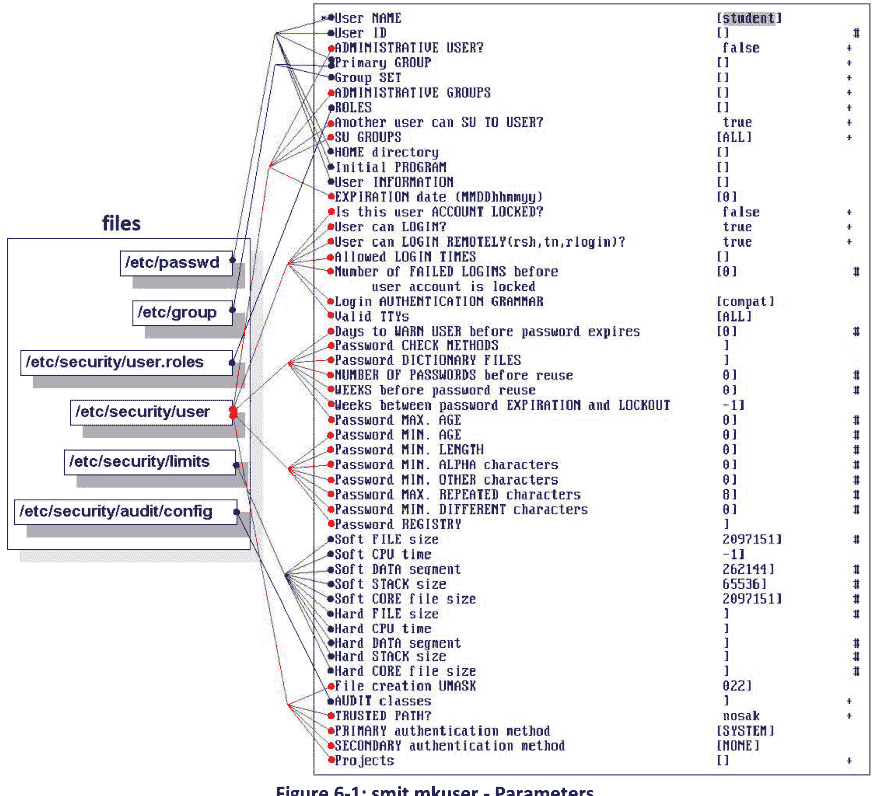 User NAME [student]
User ID [] #
ADMINISTRATIVE USER? false +
Primary GROUP [] +
Group SET [] +
ADMINISTRATIVE GROUPS [] +
ROLES [] +
Another user can SU TO USER? true +
SU GROUPS [ALL] +
HOME directory []
Initial PROGRAM []
User INFORMATION []
EXPIRATION date (MMDDhhmmyy) [0]
Is this user ACCOUNT LOCKED? false +
User can LOGIN? true +
User can LOGIN REMOTELY(rsh,tn,rlogin)? true +
Allowed LOGIN TIMES []
Number of FAILED LOGINS before [0] #
user account is locked
Login AUTHENTICATION GRAMMAR [compat]
Valid TTYs [ALL]
Days to WARN USER before password expires [0] #
Password CHECK METHODS ]
Password DICTIONARY FILES ]
NUMBER OF PASSWORDS before reuse 0] #
WEEKS before password reuse 0] #
Weeks between password EXPIRATION and LOCKOUT -1]
Password MAX. AGE 0] #
Password MIN. AGE 0] #
Password MIN. LENGTH 0] #
Password MIN. ALPHA characters 0] #
Password MIN. OTHER characters 0] #
Password MAX. REPEATED characters 8] #
Password MIN. DIFFERENT characters 0] #
Password REGISTRY ]
Soft FILE size 2097151] #
Soft CPU time -1]
Soft DATA segment 262144] #
Soft STACK size 65536] #
Soft CORE file size 2097151] #
Hard FILE size ] #
Hard CPU time ]
Hard DATA segment ] #
Hard STACK size ] #
Hard CORE file size ] #
File creation UMASK 022]
AUDIT classes ] +
TRUSTED PATH? nosak +
PRIMARY authentication method [SYSTEM]
SECONDARY authentication method [NONE]
Projects [] +
files
/etc/passwd
/etc/group
/etc/security/user.roles
/etc/security/user
/etc/security/limits
/etc/security/audit/config
Figure 6-1: smit mkuser - Parameters